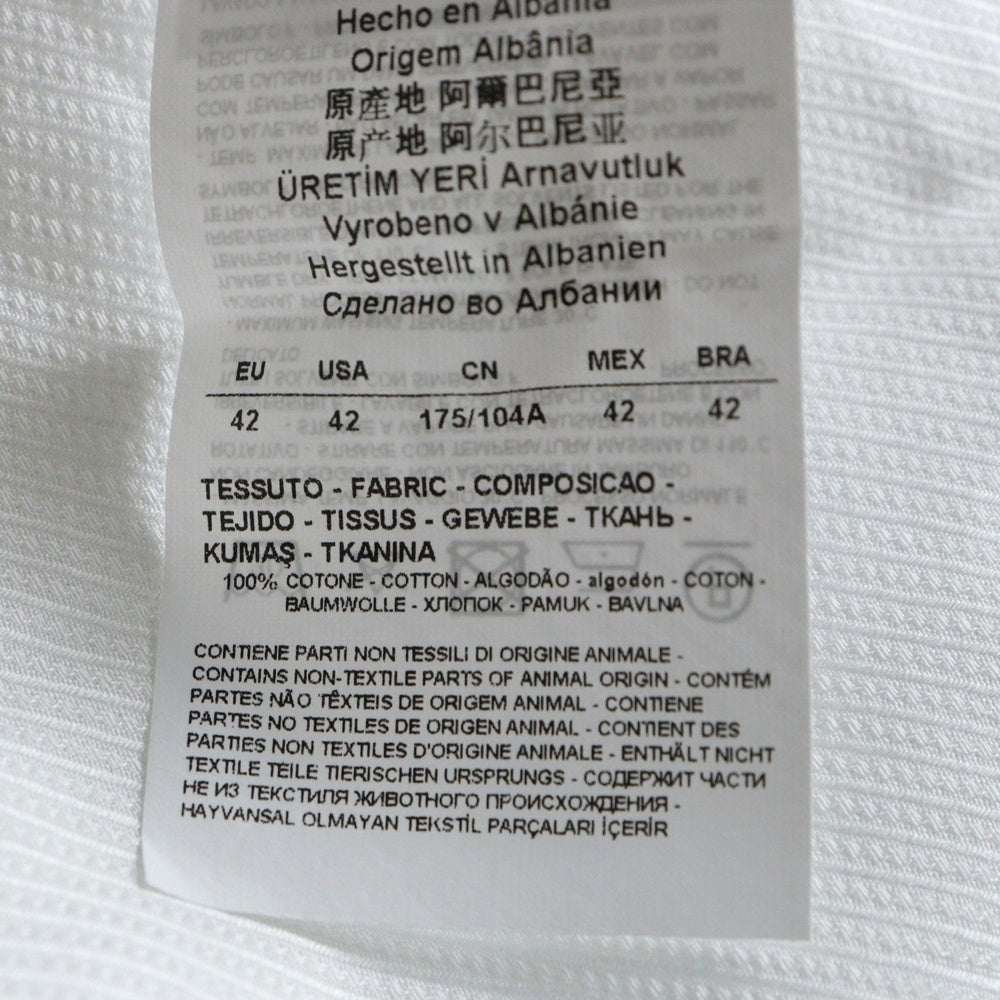 Hecho en Albania
Origem Albânia
原產地 阿爾巴尼亞
原产地 阿尔巴尼亚
ÜRETİM YERİ Arnavutluk
Vyrobeno v Albánie
Hergestellt in Albanien
Сделано во Албании
EU USA CN MEX BRA
42 42 175/104A 42 42
TESSUTO - FABRIC - COMPOSICAO -
TEJIDO - TISSUS - GEWEBE - ТКАНЬ -
KUMAŞ - TKANINA
100% COTONE - COTTON - ALGODÃO - algodón - COTON -
BAUMWOLLE - ХЛОПОК - PAMUK - BAVLNA
CONTIENE PARTI NON TESSILI DI ORIGINE ANIMALE -
CONTAINS NON-TEXTILE PARTS OF ANIMAL ORIGIN - CONTÉM
PARTES NÃO TÊXTEIS DE ORIGEM ANIMAL - CONTIENE
PARTES NO TEXTILES DE ORIGEN ANIMAL - CONTIENT DES
PARTIES NON TEXTILES D'ORIGINE ANIMALE - ENTHÄLT NICHT
TEXTILE TEILE TIERISCHEN URSPRUNGS - СОДЕРЖИТ ЧАСТИ
НЕ ИЗ ТЕКСТИЛЯ ЖИВОТНОГО ПРОИСХОЖДЕНИЯ -
HAYVANSAL OLMAYAN TEKSTİL PARÇALARI İÇERİR